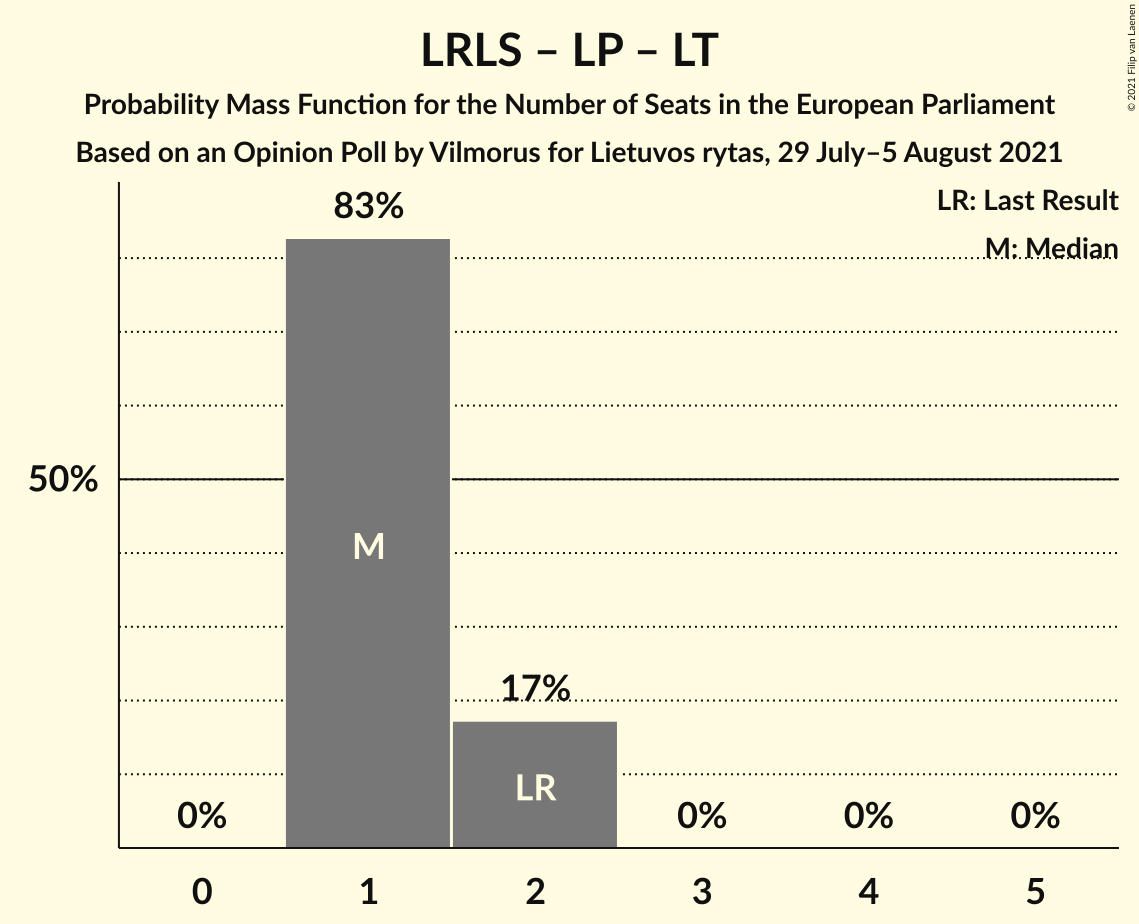 LRLS – LP – LT
Probability Mass Function for the Number of Seats in the European Parliament
Based on an Opinion Poll by Vilmorus for Lietuvos rytas, 29 July–5 August 2021
© 2021 Filip van Laenen
LR: Last Result
M: Median
83%
50%
M
17%
LR
0%
0%
0%
0%
0 1 2 3 4 5